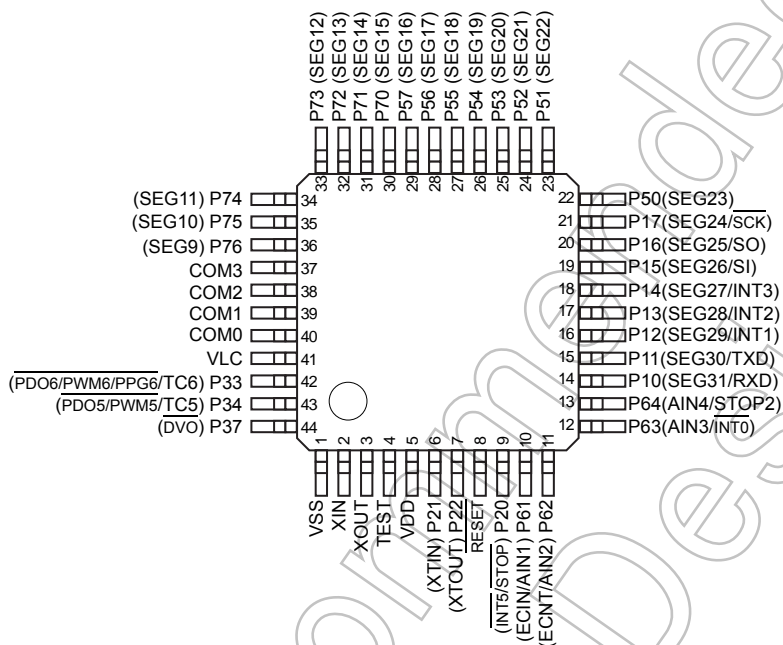 P73 (SEG12)
P72 (SEG13)
P71 (SEG14)
P70 (SEG15)
P57 (SEG16)
P56 (SEG17)
P55 (SEG18)
P54 (SEG19)
P53 (SEG20)
P52 (SEG21)
P51 (SEG22)
33 32 31 30 29 28 27 26 25 24 23
(SEG11) P74 34
(SEG10) P75 35
(SEG9) P76 36
COM3 37
COM2 38
COM1 39
COM0 40
VLC 41
(PDO6/PWM6/PPG6/TC6) P33 42
(PDO5/PWM5/TC5) P34 43
(DVO) P37 44
22 P50(SEG23)
21 P17(SEG24/SCK)
20 P16(SEG25/SO)
19 P15(SEG26/SI)
18 P14(SEG27/INT3)
17 P13(SEG28/INT2)
16 P12(SEG29/INT1)
15 P11(SEG30/TXD)
14 P10(SEG31/RXD)
13 P64(AIN4/STOP2)
12 P63(AIN3/INT0)
1 2 3 4 5 6 7 8 9 10 11
VSS
XIN
XOUT
TEST
VDD
(XTIN) P21
(XTOUT) P22
RESET
(INT5/STOP) P20
(ECIN/AIN1) P61
(ECNT/AIN2) P62